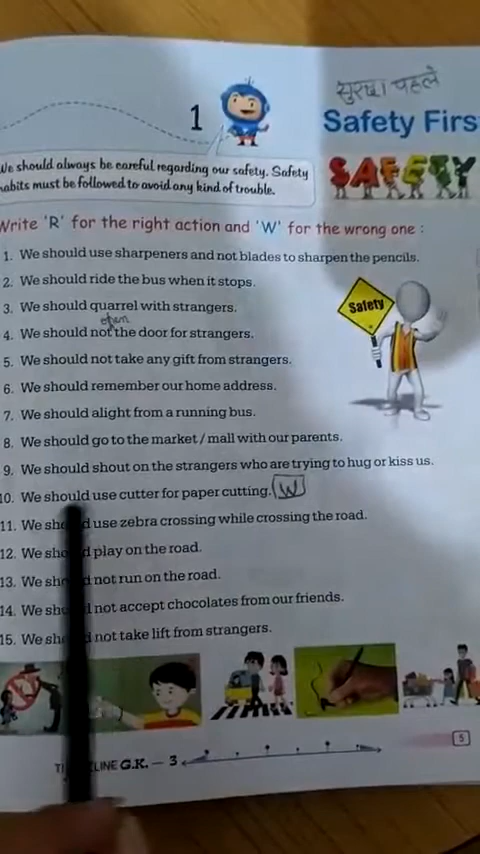 सुरक्षा पहले
1
Safety Firs
We should always be careful regarding our safety. Safety
habits must be followed to avoid any kind of trouble.
SAFETY
Write 'R' for the right action and 'W' for the wrong one :
1. We should use sharpeners and not blades to sharpen the pencils.
2. We should ride the bus when it stops.
3. We should quarrel with strangers.
Safety
open
4. We should not the door for strangers.
5. We should not take any gift from strangers.
6. We should remember our home address.
7. We should alight from a running bus.
8. We should go to the market / mall with our parents.
9. We should shout on the strangers who are trying to hug or kiss us.
10. We should use cutter for paper cutting. W
11. We should use zebra crossing while crossing the road.
12. We should play on the road.
13. We should not run on the road.
14. We should not accept chocolates from our friends.
15. We should not take lift from strangers.
5
LINE G.K. – 3